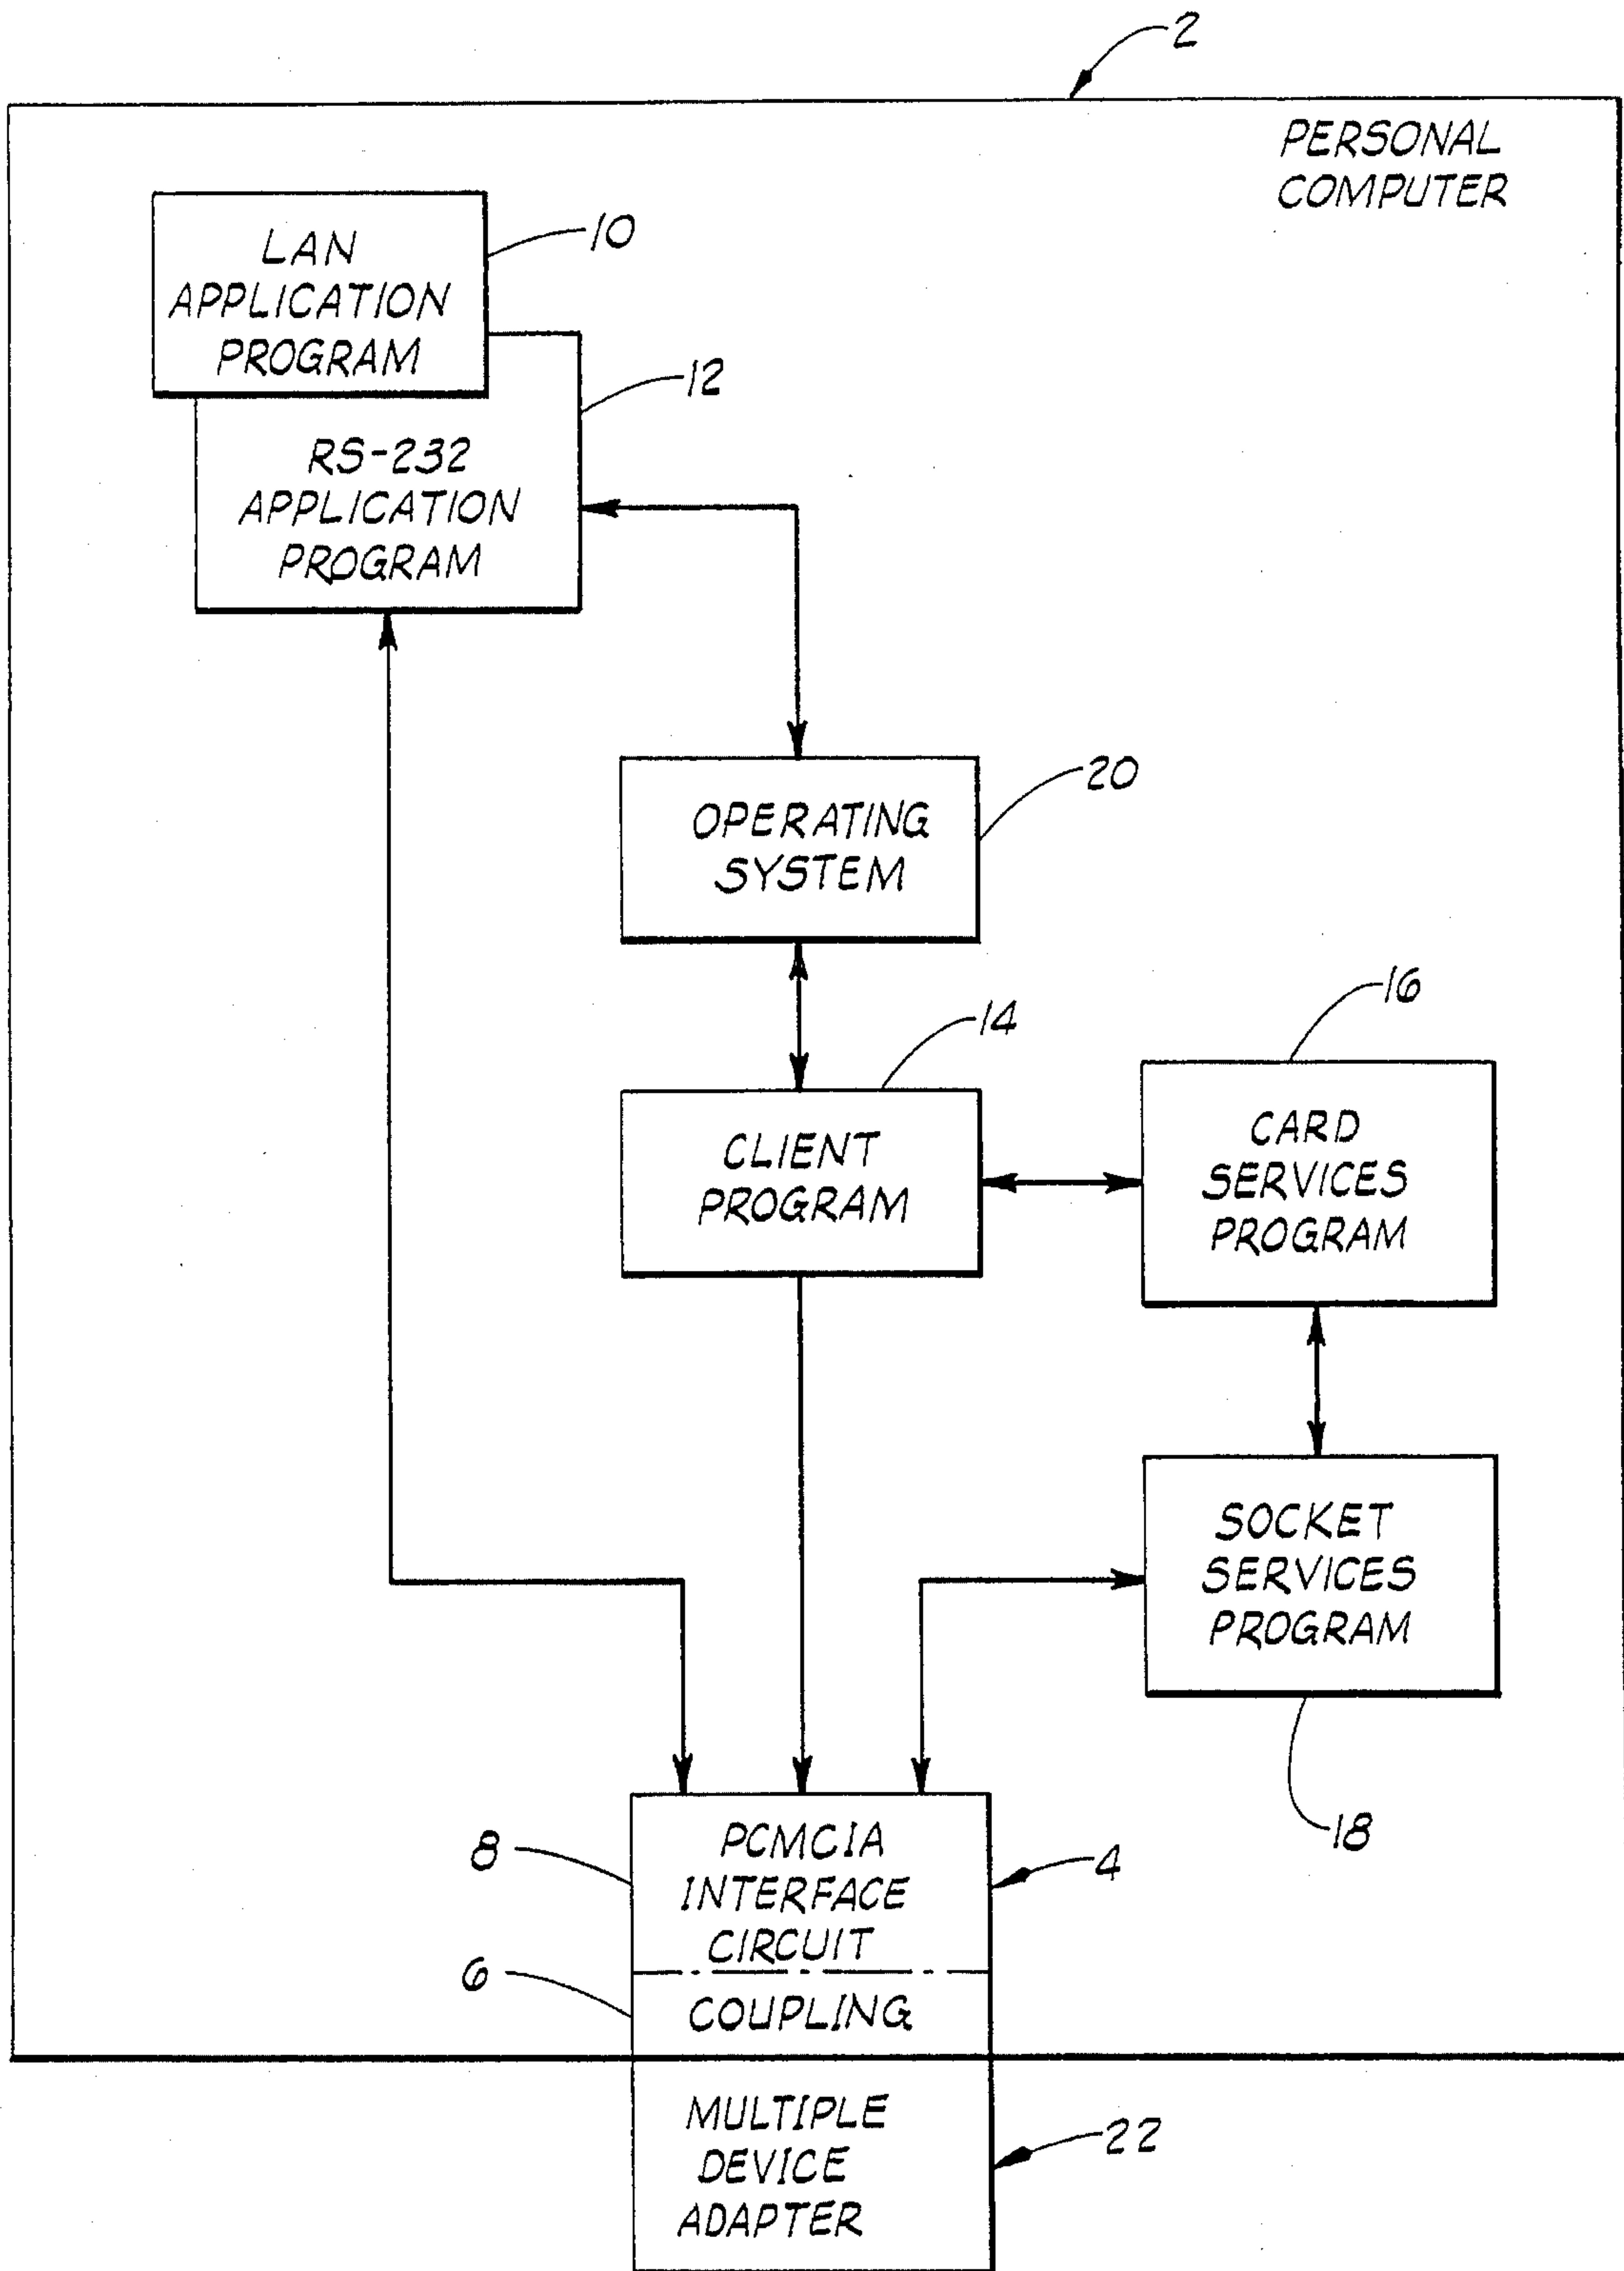 2
PERSONAL
COMPUTER
LAN
APPLICATION
PROGRAM
10
12
RS-232
APPLICATION
PROGRAM
OPERATING
SYSTEM
20
14
CLIENT
PROGRAM
16
CARD
SERVICES
PROGRAM
SOCKET
SERVICES
PROGRAM
18
8
PCMCIA
INTERFACE
CIRCUIT
4
6
COUPLING
MULTIPLE
DEVICE
ADAPTER
22